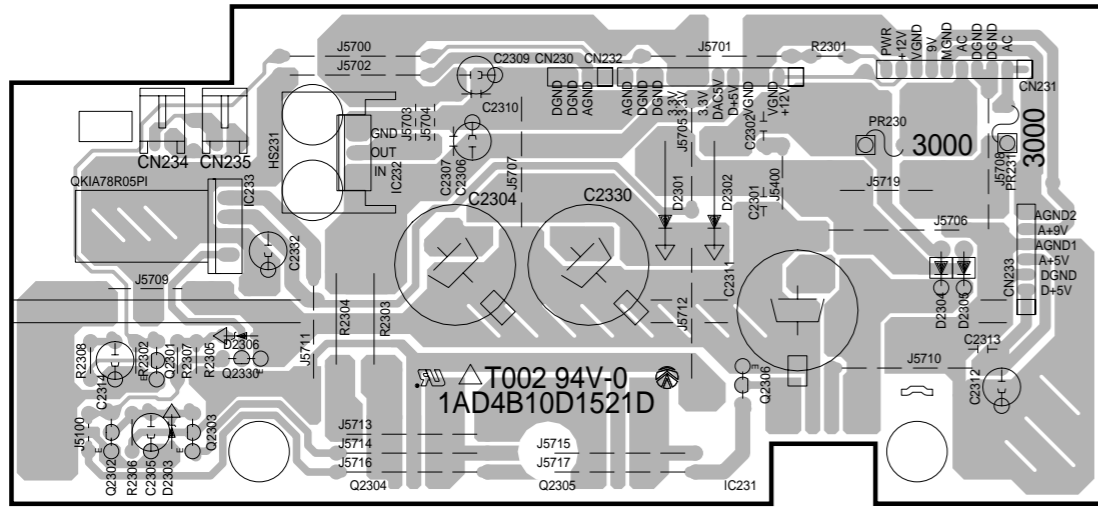 J5700
J5702
C2309
CN230
CN232
J5701
R2301
PWR
+12V
VGND
9V
MGND
AC
DGND
DGND
AC
CN231
DGND
DGND
AGND
AGND
DGND
DGND
3.3V
3.3V
3.3V
DAC5V
D+5V
VGND
VGND
+12V
C2310
J5703
J5704
J5705
C2302
PR230
3000
3000
J5708
PR231
CN234
CN235
HS231
GND
OUT
IN
IC232
C2307
C2306
J5707
QKIA78R05PI
IC233
C2304
C2330
D2301
D2302
C2301
J5400
J5719
J5706
AGND2
A+9V
AGND1
A+5V
DGND
D+5V
CN233
C2332
J5709
C2311
D2304
D2305
J5711
R2304
R2303
J5712
C2313
R2308
C2314
R2302
R2301
R2307
R2305
D2306
Q2330
E
E
J5710
C2312
T002 94V-0
1AD4B10D1521D
E
Q2306
J5100
E
Q2302
R2306
C2305
D2303
E
Q2303
J5713
J5714
J5716
Q2304
J5715
J5717
Q2305
IC231